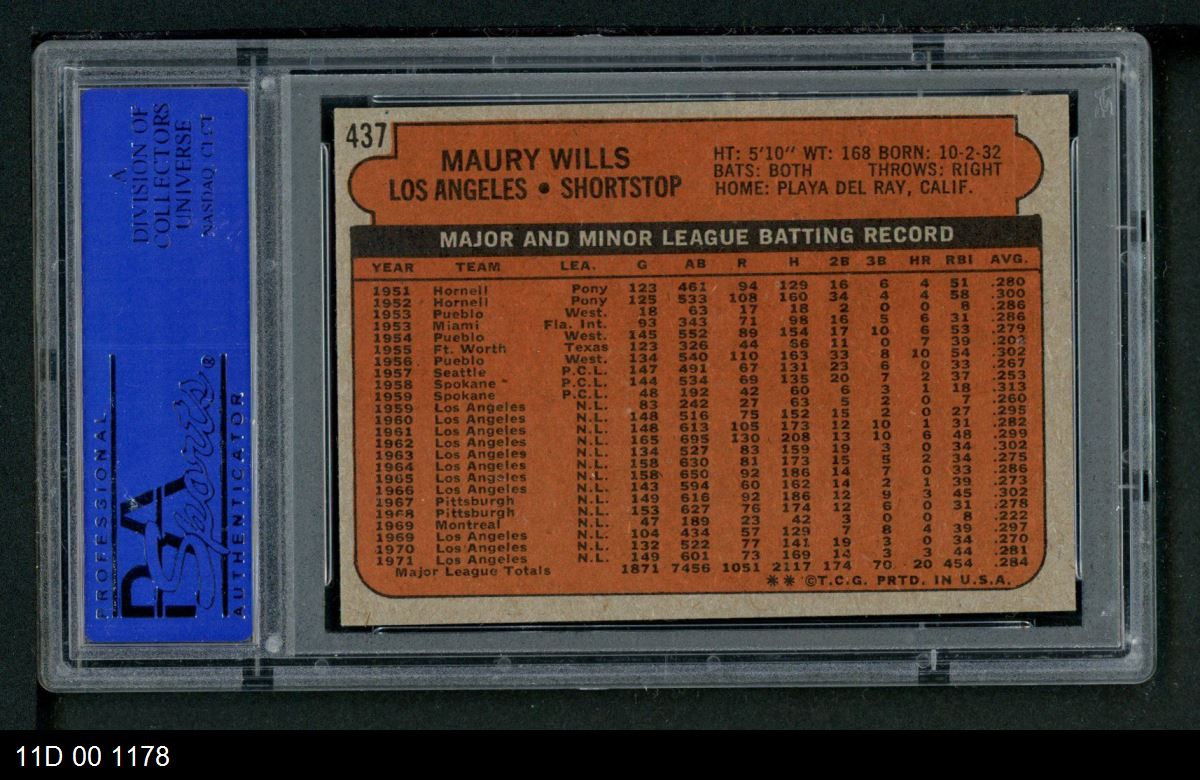 A
DIVISION OF
COLLECTORS
UNIVERSE
NASDAQ CLCT
PROFESSIONAL
PSA
Sports®
AUTHENTICATOR
437
MAURY WILLS
LOS ANGELES • SHORTSTOP
HT: 5'10" WT: 168 BORN: 10-2-32
BATS: BOTH THROWS: RIGHT
HOME: PLAYA DEL RAY, CALIF.
MAJOR AND MINOR LEAGUE BATTING RECORD
YEAR TEAM LEA. G AB R H 2B 3B HR RBI AVG.
1951 Hornell Pony 123 461 94 129 16 6 4 51 .280
1952 Hornell Pony 125 533 108 160 34 4 4 58 .300
1953 Pueblo West. 18 63 17 18 2 0 0 8 .286
1953 Miami Fla. Int. 93 343 71 98 16 5 6 31 .286
1954 Pueblo West. 145 552 89 154 17 10 6 53 .279
1955 Ft. Worth Texas 123 326 44 66 11 0 7 39 .202
1956 Pueblo West. 134 540 110 163 33 8 10 54 .302
1957 Seattle P.C.L. 147 491 67 131 23 6 0 33 .267
1958 Spokane P.C.L. 144 534 69 135 20 7 2 37 .253
1959 Spokane P.C.L. 48 192 42 60 6 3 1 18 .313
1959 Los Angeles N.L. 83 242 27 63 5 2 0 7 .260
1960 Los Angeles N.L. 148 516 75 152 15 2 0 27 .295
1961 Los Angeles N.L. 148 613 105 173 12 10 1 31 .282
1962 Los Angeles N.L. 165 695 130 208 13 10 6 48 .299
1963 Los Angeles N.L. 134 527 83 159 19 3 0 34 .302
1964 Los Angeles N.L. 158 630 81 173 15 5 2 34 .275
1965 Los Angeles N.L. 158 650 92 186 14 7 0 33 .286
1966 Los Angeles N.L. 143 594 60 162 14 2 1 39 .273
1967 Pittsburgh N.L. 149 616 92 186 12 9 3 45 .302
1968 Pittsburgh N.L. 153 627 76 174 12 6 0 31 .278
1969 Montreal N.L. 47 189 23 42 3 0 0 8 .222
1969 Los Angeles N.L. 104 434 57 129 7 8 4 39 .297
1970 Los Angeles N.L. 132 522 77 141 19 3 0 34 .270
1971 Los Angeles N.L. 149 601 73 169 14 3 3 44 .281
Major League Totals 1871 7456 1051 2117 174 70 20 454 .284
** ©T.C.G. PRTD. IN U.S.A.
11D 00 1178